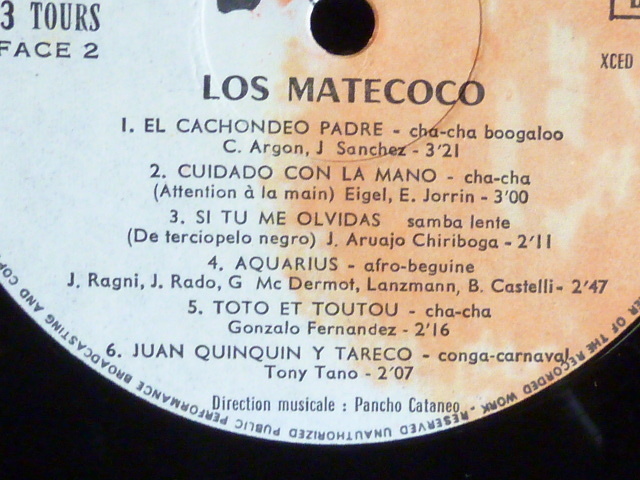 3 TOURS
FACE 2
XCED
LOS MATECOCO
1. EL CACHONDEO PADRE - cha-cha boogaloo
C. Argon, J Sanchez - 3'21
2. CUIDADO CON LA MANO - cha-cha
(Attention à la main) Eigel, E. Jorrin - 3'00
3. SI TU ME OLVIDAS samba lente
(De terciopelo negro) J. Aruajo Chiriboga - 2'11
4. AQUARIUS - afro-beguine
J. Ragni, J. Rado, G Mc Dermot, Lanzmann, B. Castelli - 2'47
5. TOTO ET TOUTOU - cha-cha
Gonzalo Fernandez - 2'16
6. JUAN QUINQUIN Y TARECO - conga-carnaval
Tony Tano - 2'07
Direction musicale : Pancho Cataneo
OF THE RECORDED WORK - RESERVED UNAUTHORIZED PUBLIC PERFORMANCE BROADCASTING AND